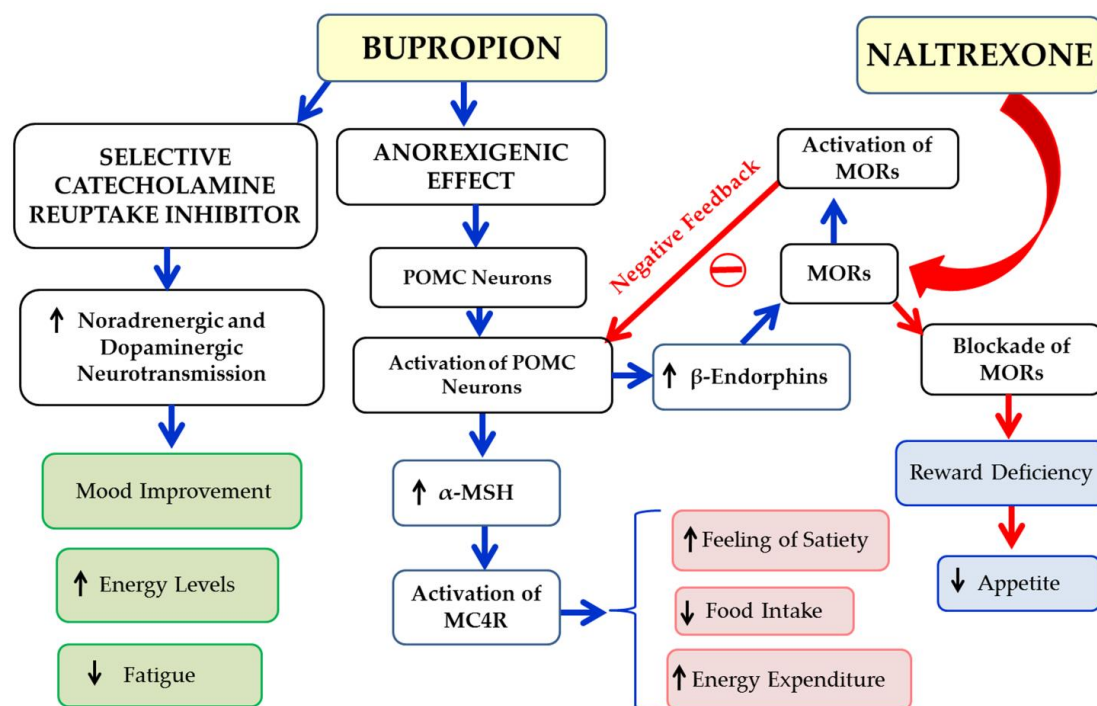 BUPROPION
NALTREXONE
SELECTIVE
CATECHOLAMINE
REUPTAKE INHIBITOR
↑ Noradrenergic and
Dopaminergic
Neurotransmission
Mood Improvement
↑ Energy Levels
↓ Fatigue
ANOREXIGENIC
EFFECT
POMC Neurons
Activation of POMC
Neurons
↑ α-MSH
Activation of
MC4R
↑ Feeling of Satiety
↓ Food Intake
↑ Energy Expenditure
↑ β-Endorphins
Negative Feedback
Activation of
MORs
MORs
Blockade of
MORs
Reward Deficiency
↓ Appetite